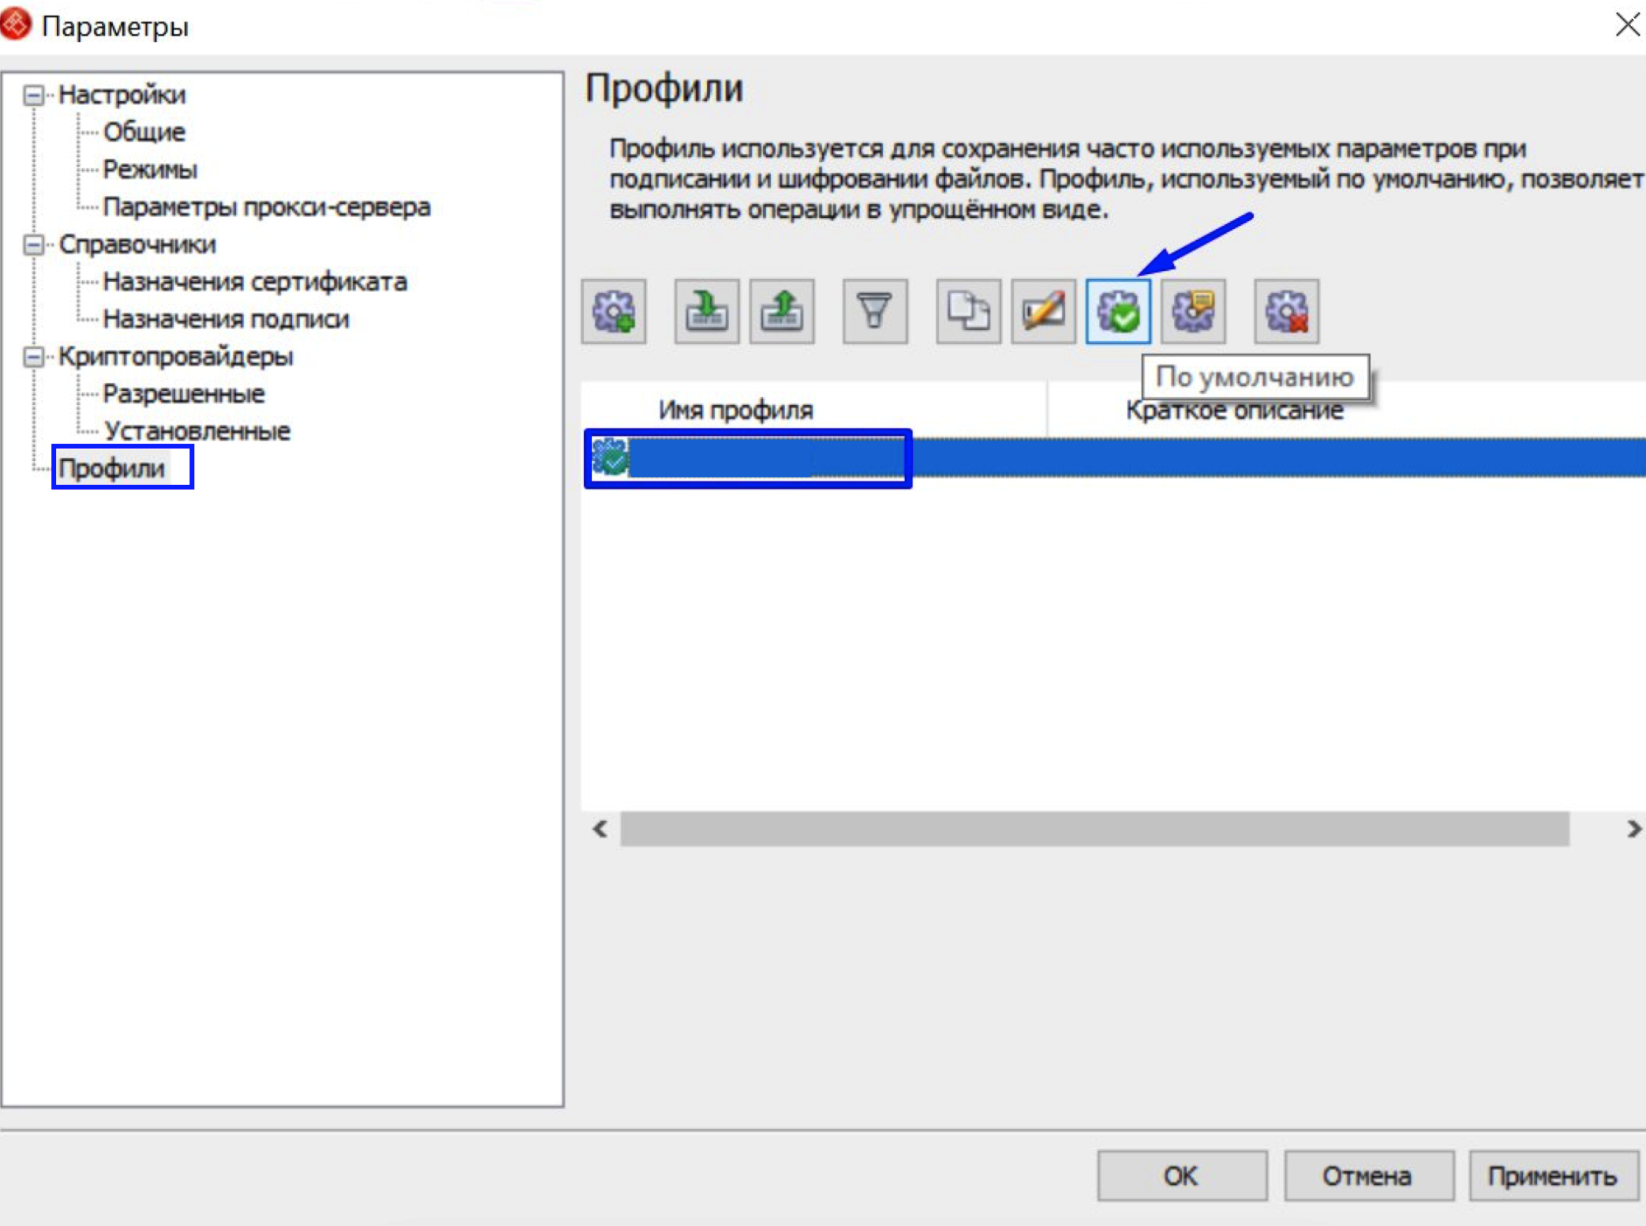 Параметры
Настройки
Общие
Режимы
Параметры прокси-сервера
Справочники
Назначения сертификата
Назначения подписи
Криптопровайдеры
Разрешенные
Установленные
Профили
Профили
Профиль используется для сохранения часто используемых параметров при
подписании и шифровании файлов. Профиль, используемый по умолчанию, позволяет
выполнять операции в упрощённом виде.
По умолчанию
Имя профиля
Краткое описание
ОК
Отмена
Применить